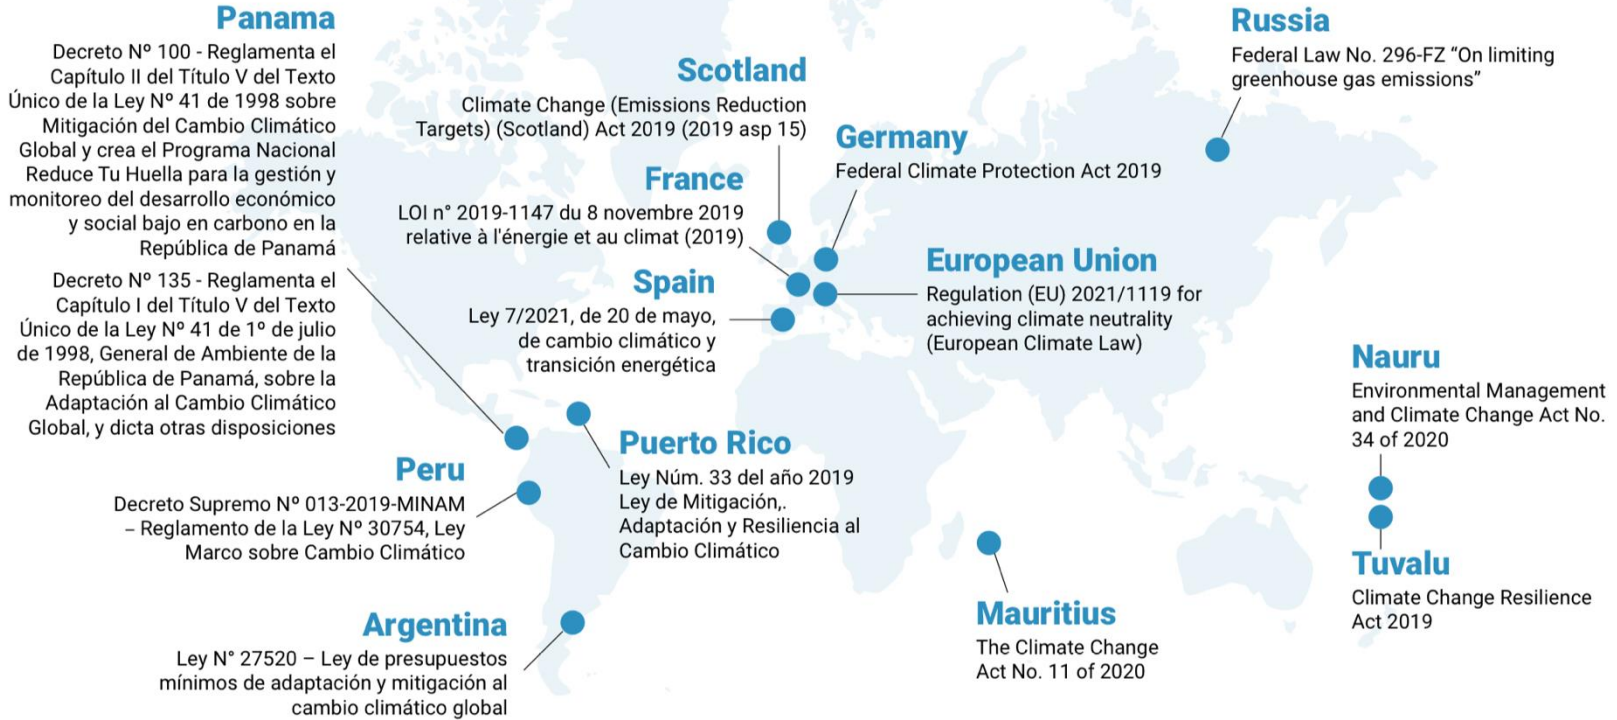 Panama
Decreto Nº 100 - Reglamenta el
Capítulo II del Título V del Texto
Único de la Ley Nº 41 de 1998 sobre
Mitigación del Cambio Climático
Global y crea el Programa Nacional
Reduce Tu Huella para la gestión y
monitoreo del desarrollo económico
y social bajo en carbono en la
República de Panamá
Decreto Nº 135 - Reglamenta el
Capítulo I del Título V del Texto
Único de la Ley Nº 41 de 1º de julio
de 1998, General de Ambiente de la
República de Panamá, sobre la
Adaptación al Cambio Climático
Global, y dicta otras disposiciones
Scotland
Climate Change (Emissions Reduction
Targets) (Scotland) Act 2019 (2019 asp 15)
France
LOI n° 2019-1147 du 8 novembre 2019
relative à l'énergie et au climat (2019)
Spain
Ley 7/2021, de 20 de mayo,
de cambio climático y
transición energética
Germany
Federal Climate Protection Act 2019
European Union
Regulation (EU) 2021/1119 for
achieving climate neutrality
(European Climate Law)
Russia
Federal Law No. 296-FZ “On limiting
greenhouse gas emissions”
Nauru
Environmental Management
and Climate Change Act No.
34 of 2020
Tuvalu
Climate Change Resilience
Act 2019
Puerto Rico
Ley Núm. 33 del año 2019
Ley de Mitigación,.
Adaptación y Resiliencia al
Cambio Climático
Peru
Decreto Supremo Nº 013-2019-MINAM
– Reglamento de la Ley Nº 30754, Ley
Marco sobre Cambio Climático
Argentina
Ley N° 27520 – Ley de presupuestos
mínimos de adaptación y mitigación al
cambio climático global
Mauritius
The Climate Change
Act No. 11 of 2020